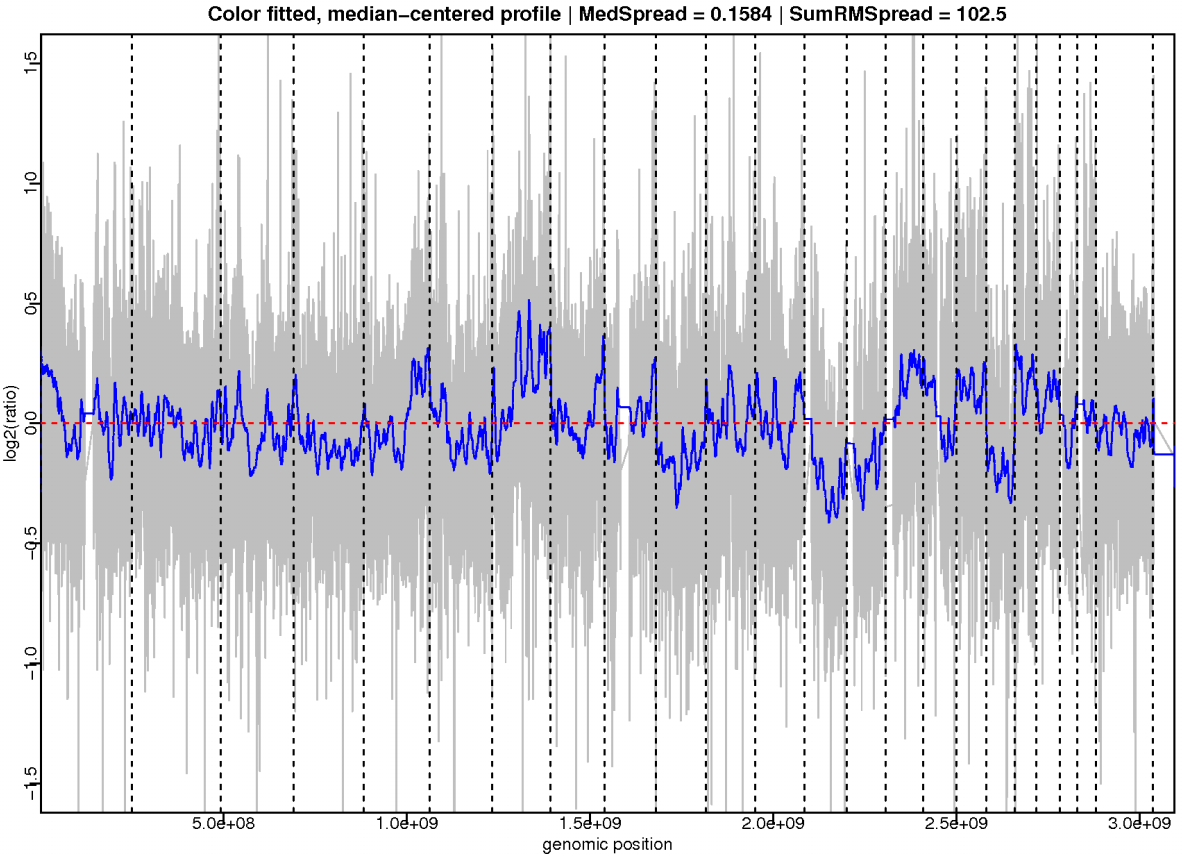 Color fitted, median−centered profile | MedSpread = 0.1584 | SumRMSpread = 102.5
1.5
1.0
0.5
0.0
−0.5
−1.0
−1.5
log2(ratio)
5.0e+08 1.0e+09 1.5e+09 2.0e+09 2.5e+09 3.0e+09
genomic position